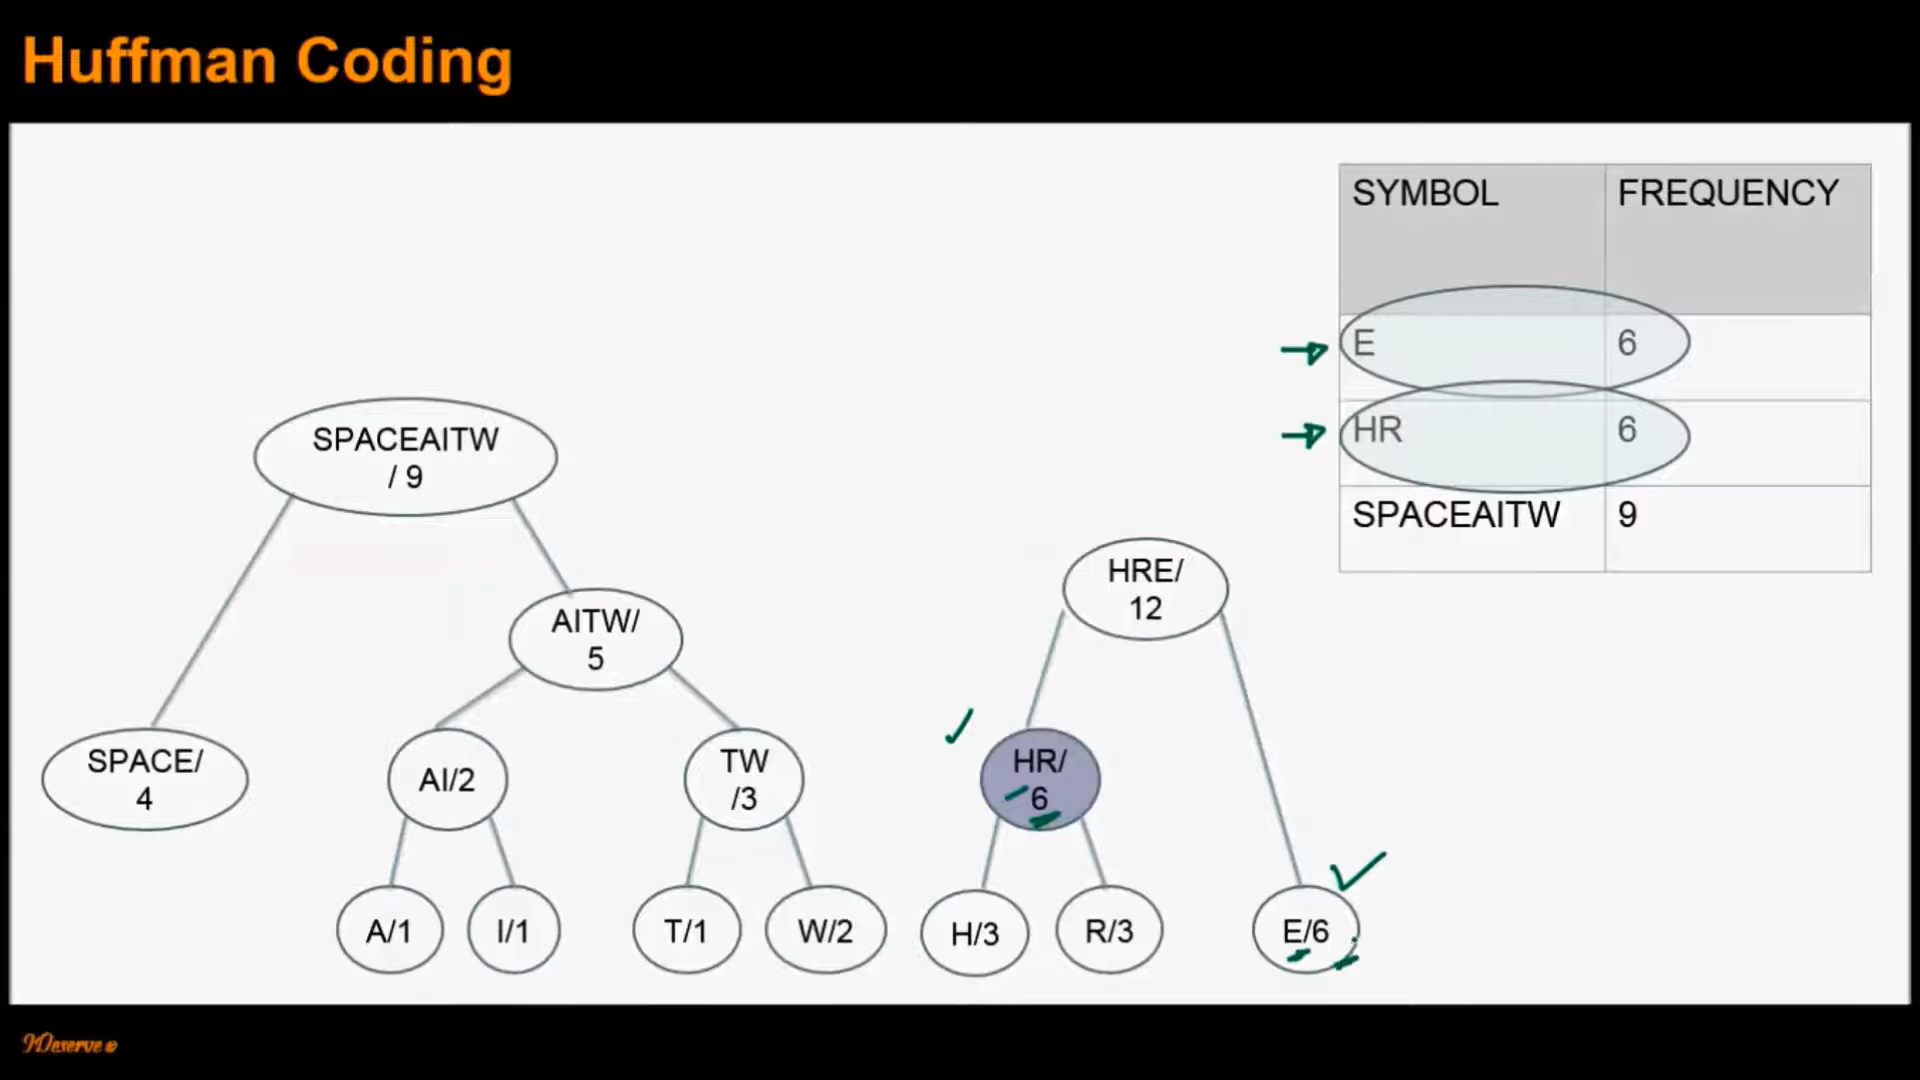 Huffman Coding
SYMBOL FREQUENCY
E 6
HR 6
SPACEAITW 9
SPACEAITW
/ 9
AITW/
5
HRE/
12
SPACE/
4
AI/2
TW
/3
HR/
6
A/1
I/1
T/1
W/2
H/3
R/3
E/6